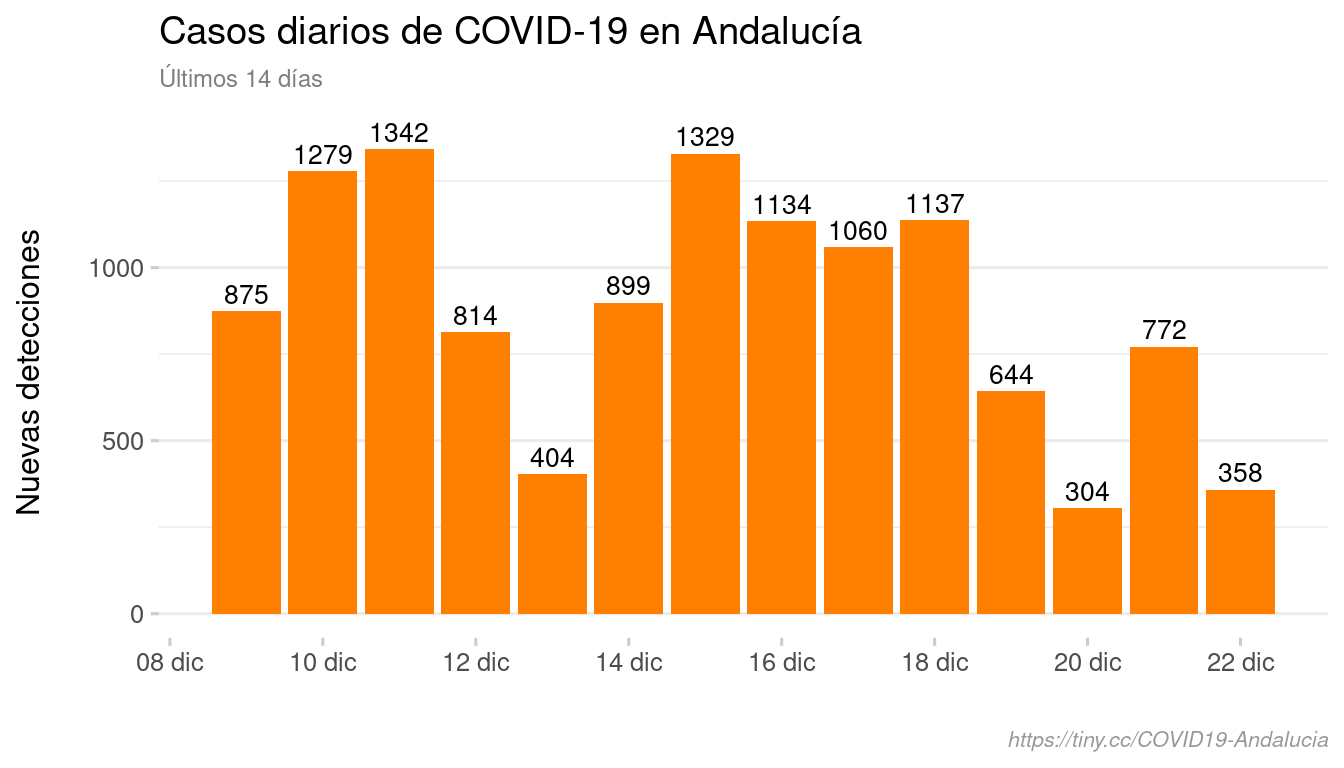 Casos diarios de COVID-19 en Andalucía
Últimos 14 días
Nuevas detecciones
1000
500
0
875
1279
1342
814
404
899
1329
1134
1060
1137
644
304
772
358
08 dic
10 dic
12 dic
14 dic
16 dic
18 dic
20 dic
22 dic
https://tiny.cc/COVID19-Andalucia